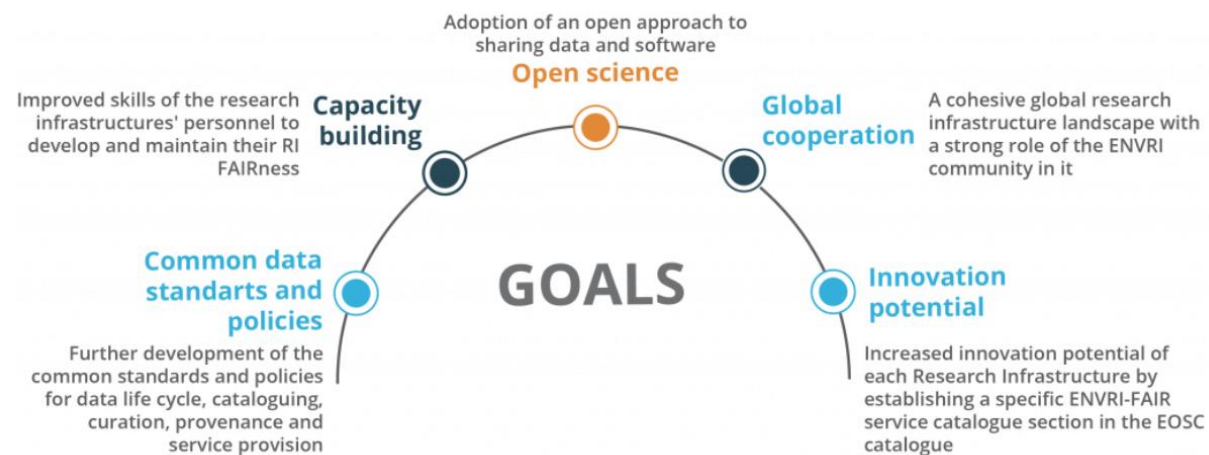 Adoption of an open approach to
sharing data and software
Open science
Improved skills of the research
infrastructures' personnel to
develop and maintain their RI
FAIRness
Capacity
building
Global
cooperation
A cohesive global research
infrastructure landscape with
a strong role of the ENVRI
community in it
Common data
standarts and
policies
Further development of the
common standards and policies
for data life cycle, cataloguing,
curation, provenance and
service provision
GOALS
Innovation
potential
Increased innovation potential of
each Research Infrastructure by
establishing a specific ENVRI-FAIR
service catalogue section in the EOSC
catalogue